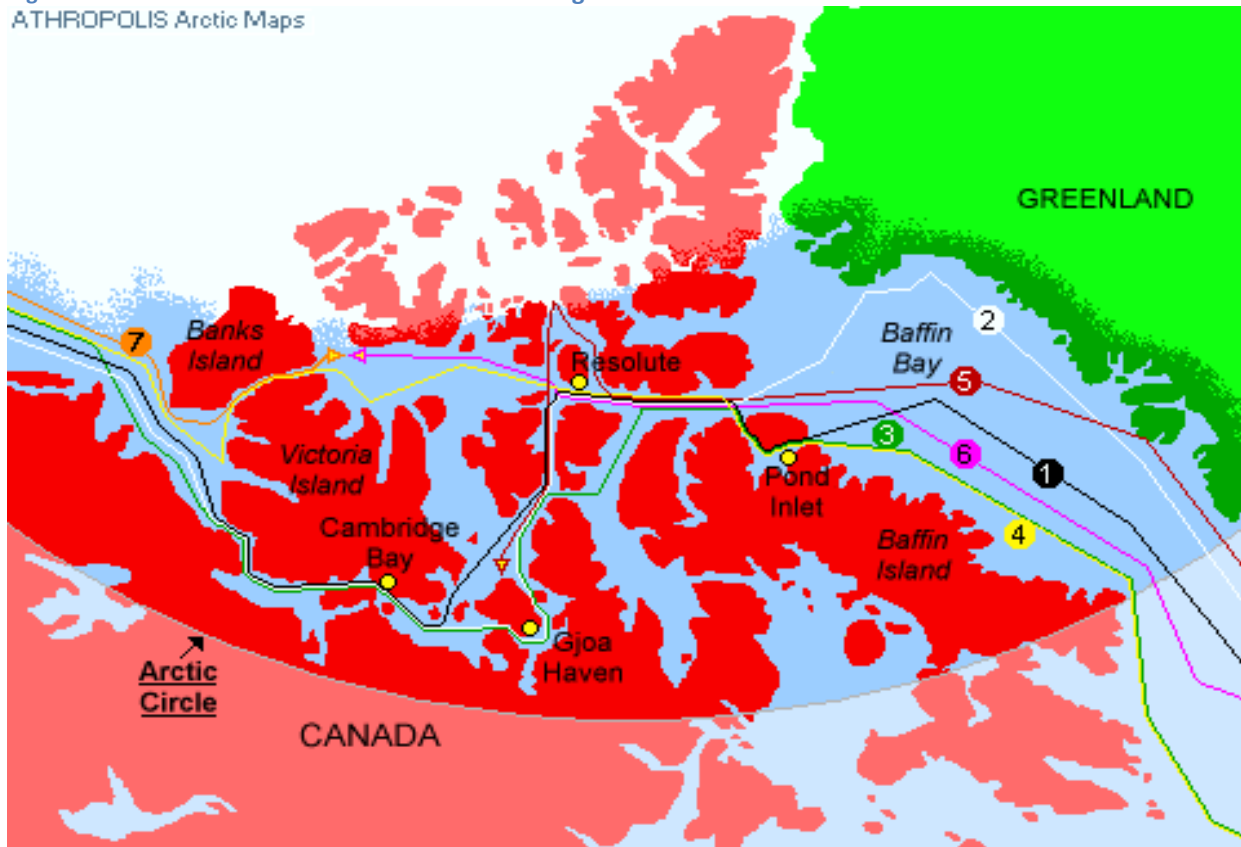 ATHROPOLIS Arctic Maps
GREENLAND
2
7
Banks
Island
Baffin
Bay
Resolute
5
3
6
1
Victoria
Island
Pond
Inlet
Cambridge
Bay
4
Baffin
Island
Gjoa
Haven
Arctic
Circle
CANADA